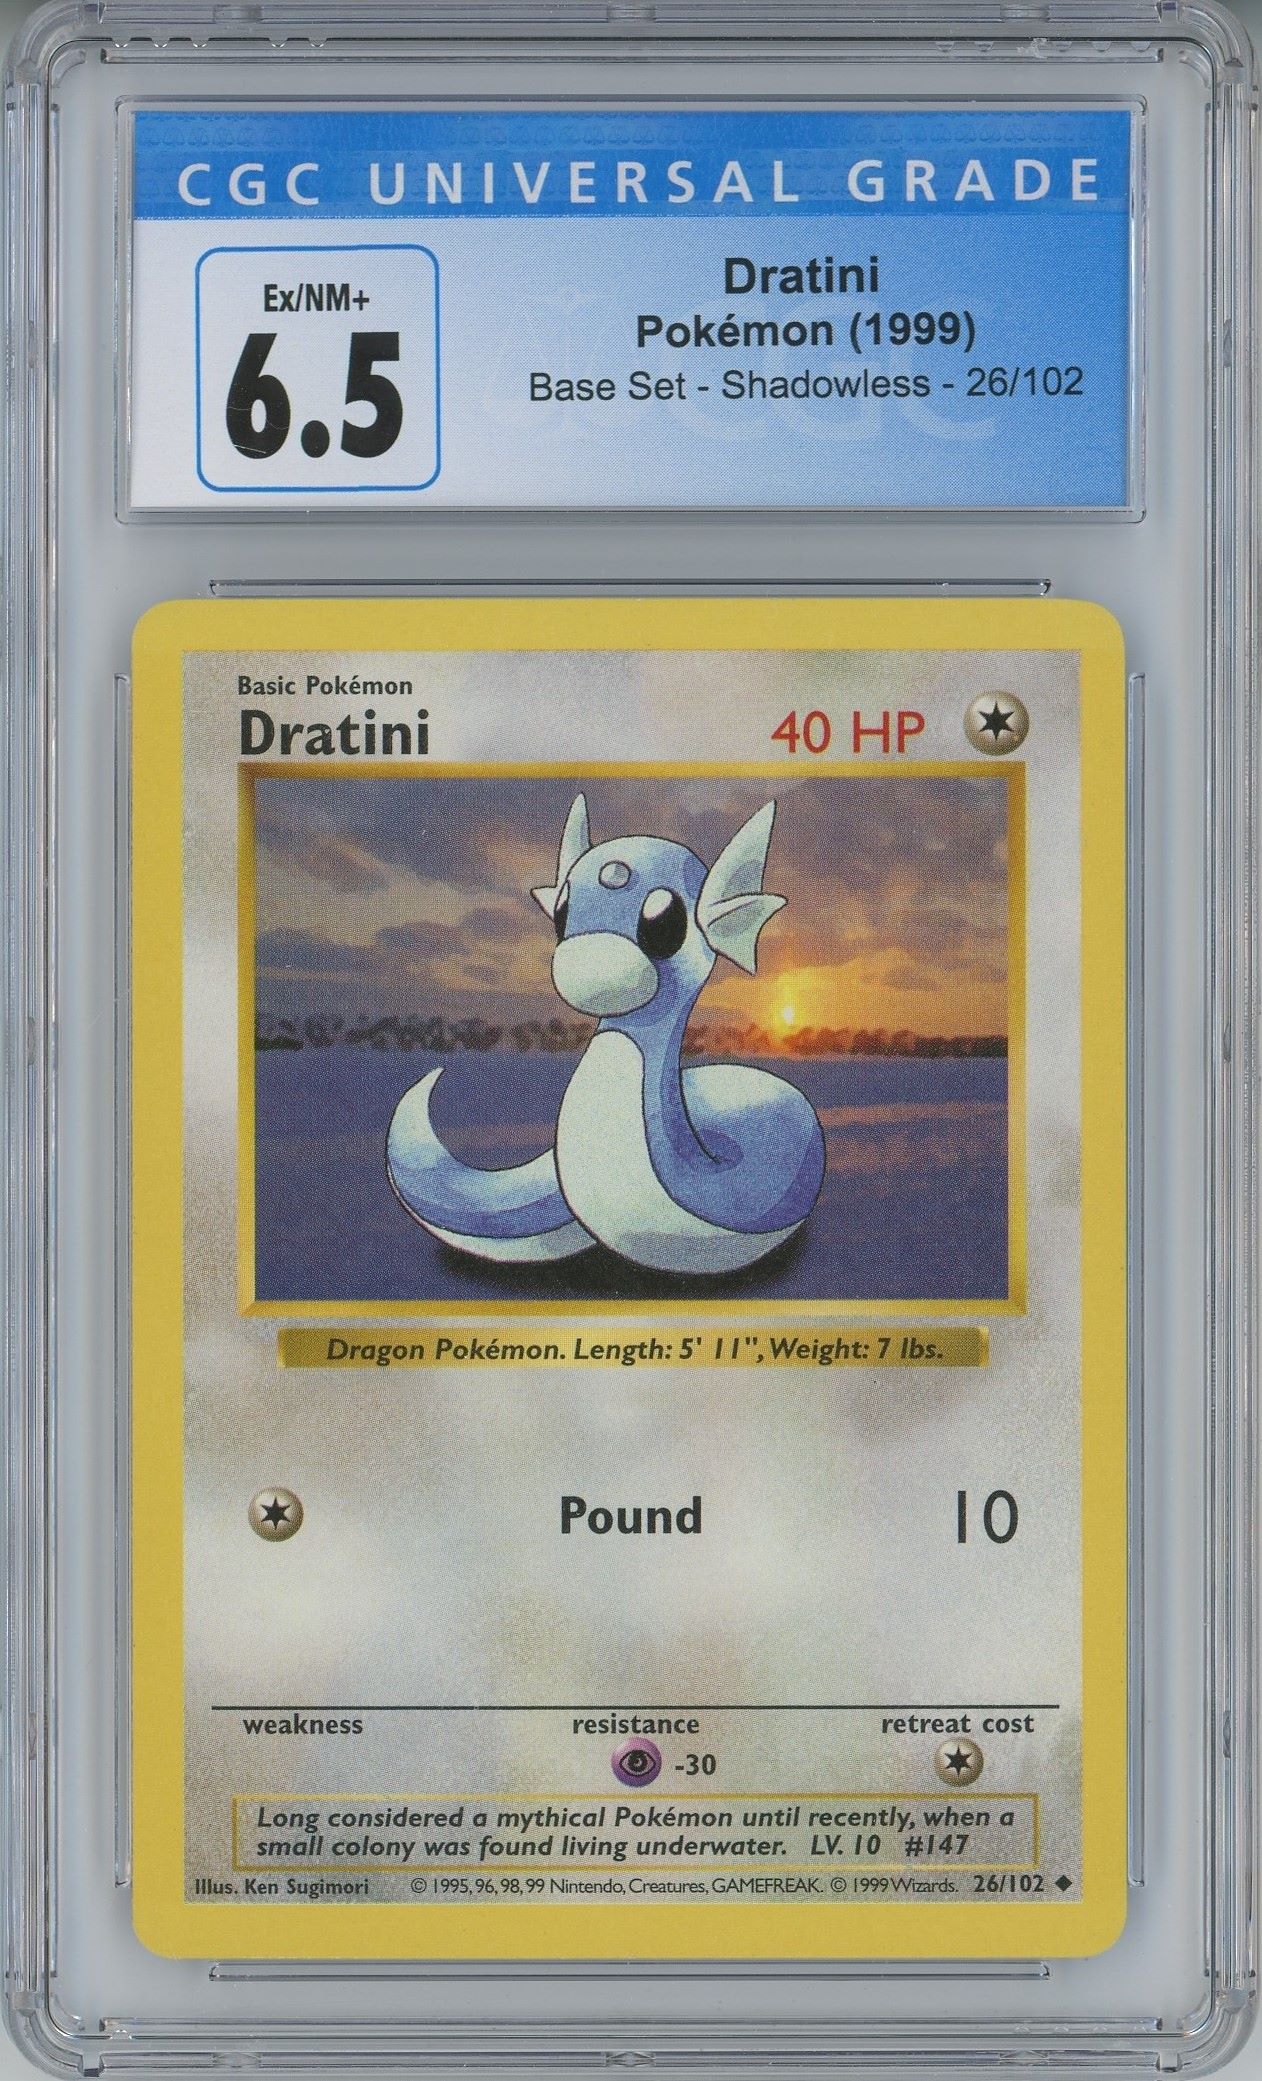 CGC UNIVERSAL GRADE
Ex/NM+
6.5
Dratini
Pokémon (1999)
Base Set - Shadowless - 26/102
Basic Pokémon
Dratini
40 HP
Dragon Pokémon. Length: 5' 11", Weight: 7 lbs.
Pound
10
weakness
resistance
retreat cost
-30
Long considered a mythical Pokémon until recently, when a
small colony was found living underwater. LV. 10 #147
Illus. Ken Sugimori © 1995, 96, 98, 99 Nintendo, Creatures, GAMEFREAK. © 1999 Wizards. 26/102 ◆